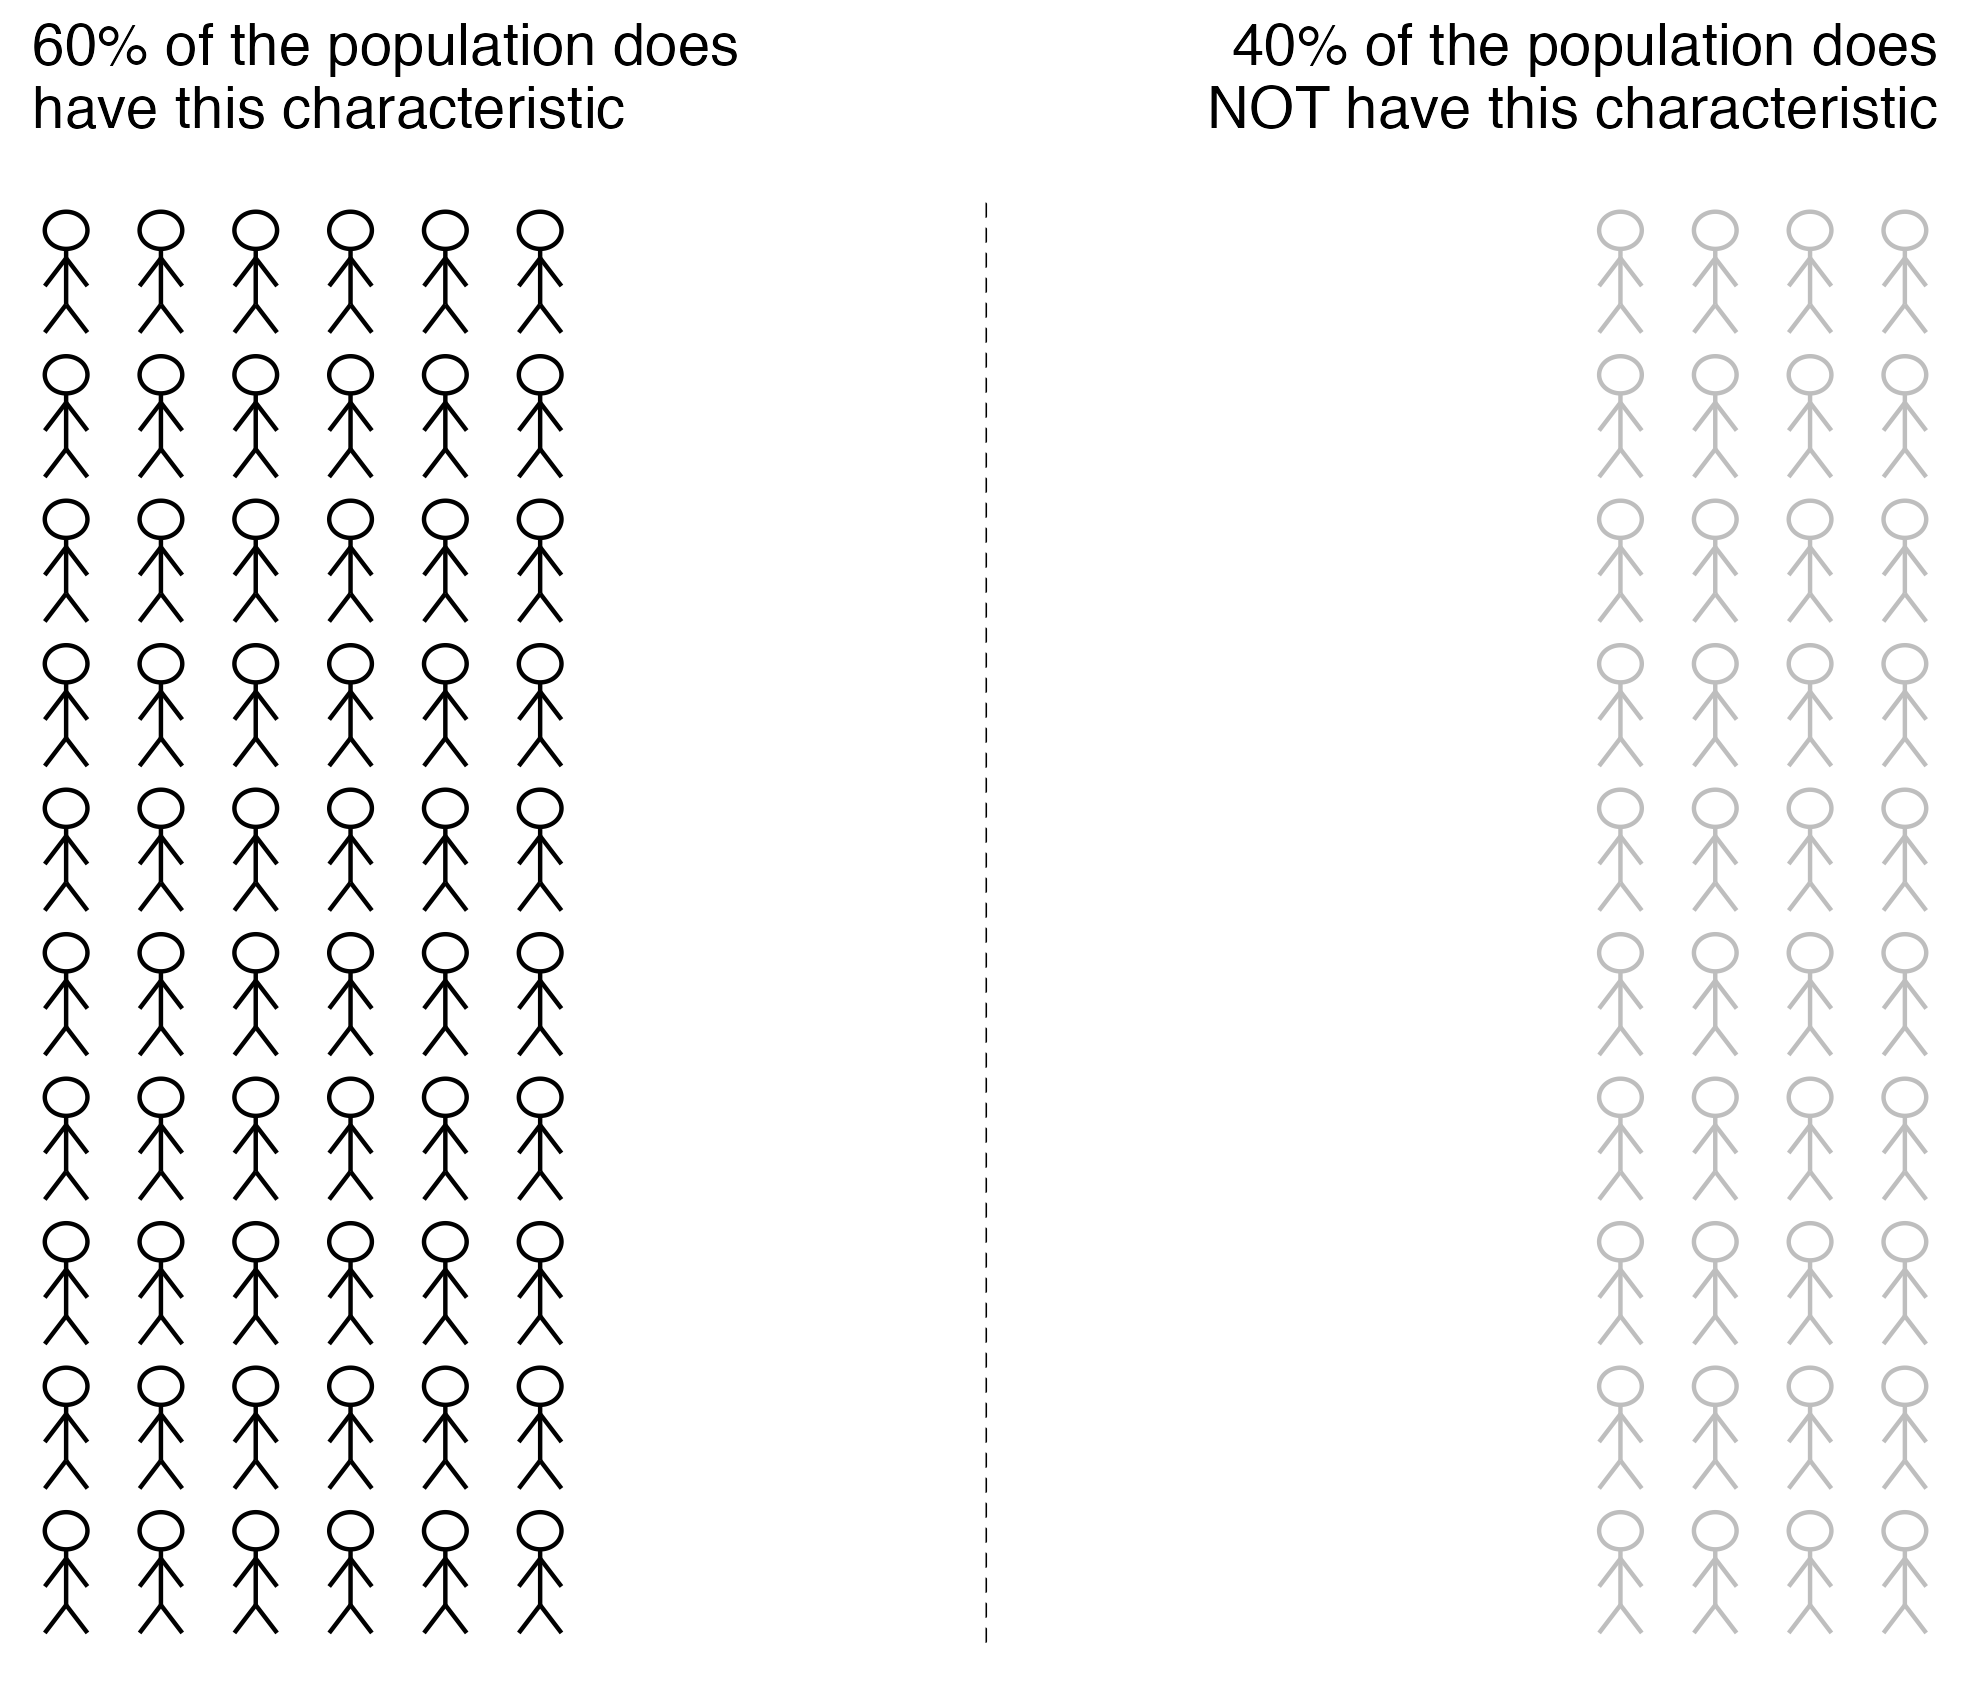 60% of the population does
have this characteristic
40% of the population does
NOT have this characteristic